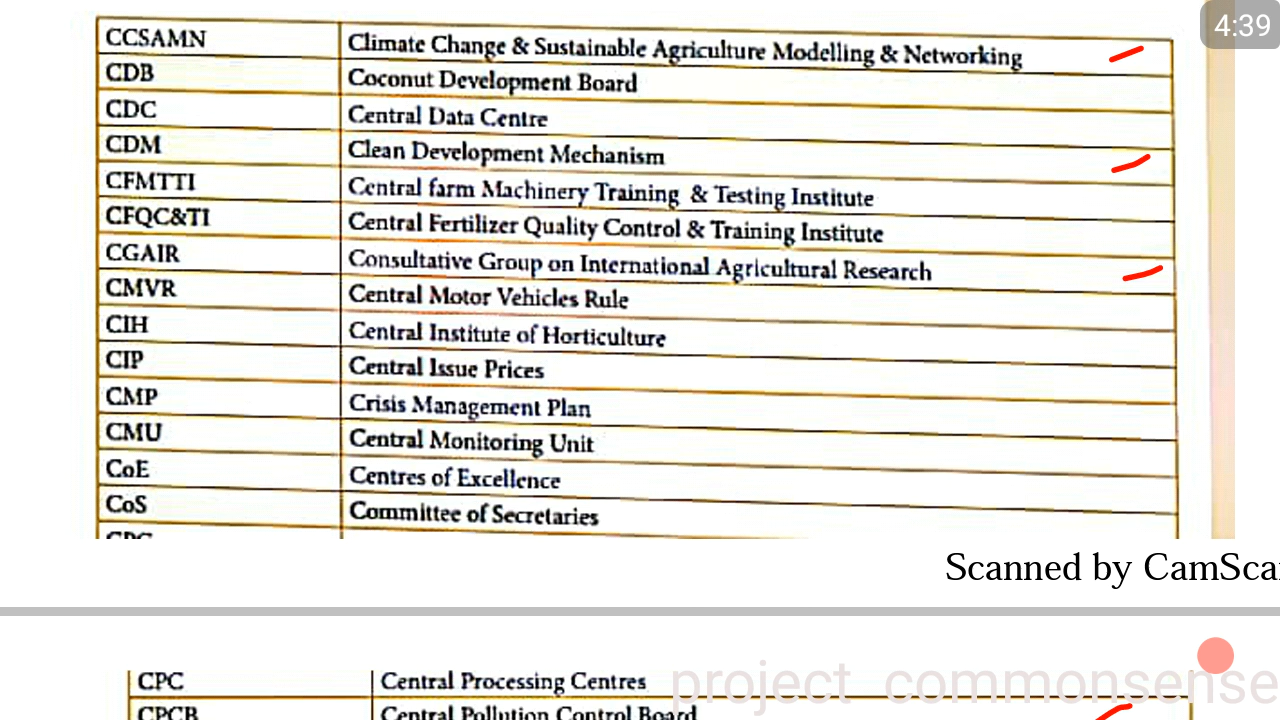 4:39
CCSAMN Climate Change & Sustainable Agriculture Modelling & Networking
CDB Coconut Development Board
CDC Central Data Centre
CDM Clean Development Mechanism
CFMTTI Central farm Machinery Training & Testing Institute
CFQC&TI Central Fertilizer Quality Control & Training Institute
CGAIR Consultative Group on International Agricultural Research
CMVR Central Motor Vehicles Rule
CIH Central Institute of Horticulture
CIP Central Issue Prices
CMP Crisis Management Plan
CMU Central Monitoring Unit
CoE Centres of Excellence
CoS Committee of Secretaries
Scanned by CamSca
CPC Central Processing Centres
project commonsense
CPCB Central Pollution Control Board